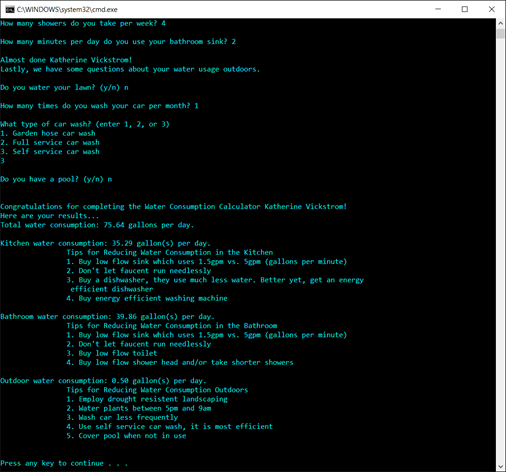 C:\WINDOWS\system32\cmd.exe
How many showers do you take per week? 4
How many minutes per day do you use your bathroom sink? 2
Almost done Katherine Vickstrom!
Lastly, we have some questions about your water usage outdoors.
Do you water your lawn? (y/n) n
How many times do you wash your car per month? 1
What type of car wash? (enter 1, 2, or 3)
1. Garden hose car wash
2. Full service car wash
3. Self service car wash
3
Do you have a pool? (y/n) n
Congratulations for completing the Water Consumption Calculator Katherine Vickstrom!
Here are your results...
Total water consumption: 75.64 gallons per day.
Kitchen water consumption: 35.29 gallon(s) per day.
Tips for Reducing Water Consumption in the Kitchen
1. Buy low flow sink which uses 1.5gpm vs. 5gpm (gallons per minute)
2. Don't let faucet run needlessly
3. Buy a dishwasher, they use much less water. Better yet, get an energy
efficient dishwasher
4. Buy energy efficient washing machine
Bathroom water consumption: 39.86 gallon(s) per day.
Tips for Reducing Water Consumption in the Bathroom
1. Buy low flow sink which uses 1.5gpm vs. 5gpm (gallons per minute)
2. Don't let faucet run needlessly
3. Buy low flow toilet
4. Buy low flow shower head and/or take shorter showers
Outdoor water consumption: 0.50 gallon(s) per day.
Tips for Reducing Water Consumption Outdoors
1. Employ drought resistent landscaping
2. Water plants between 5pm and 9am
3. Wash car less frequently
4. Use self service car wash, it is most efficient
5. Cover pool when not in use
Press any key to continue . . .